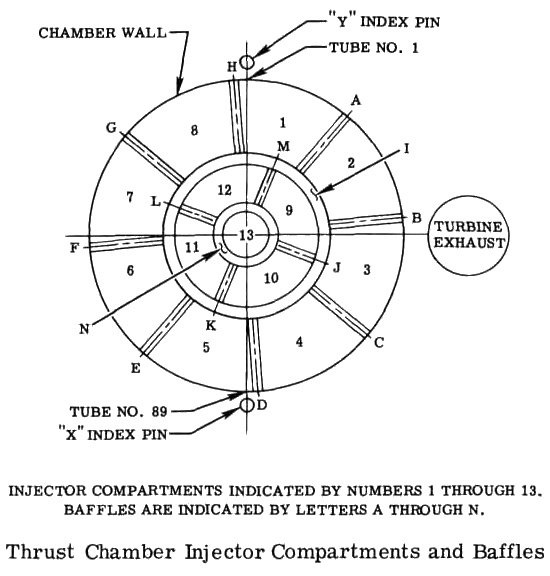 "Y" INDEX PIN
CHAMBER WALL
TUBE NO. 1
H
A
G
8
1
M
2
I
7
L
12
9
B
TURBINE
EXHAUST
F
11
13
6
10
J
3
N
K
E
5
4
C
TUBE NO. 89
D
"X" INDEX PIN
INJECTOR COMPARTMENTS INDICATED BY NUMBERS 1 THROUGH 13.
BAFFLES ARE INDICATED BY LETTERS A THROUGH N.
Thrust Chamber Injector Compartments and Baffles